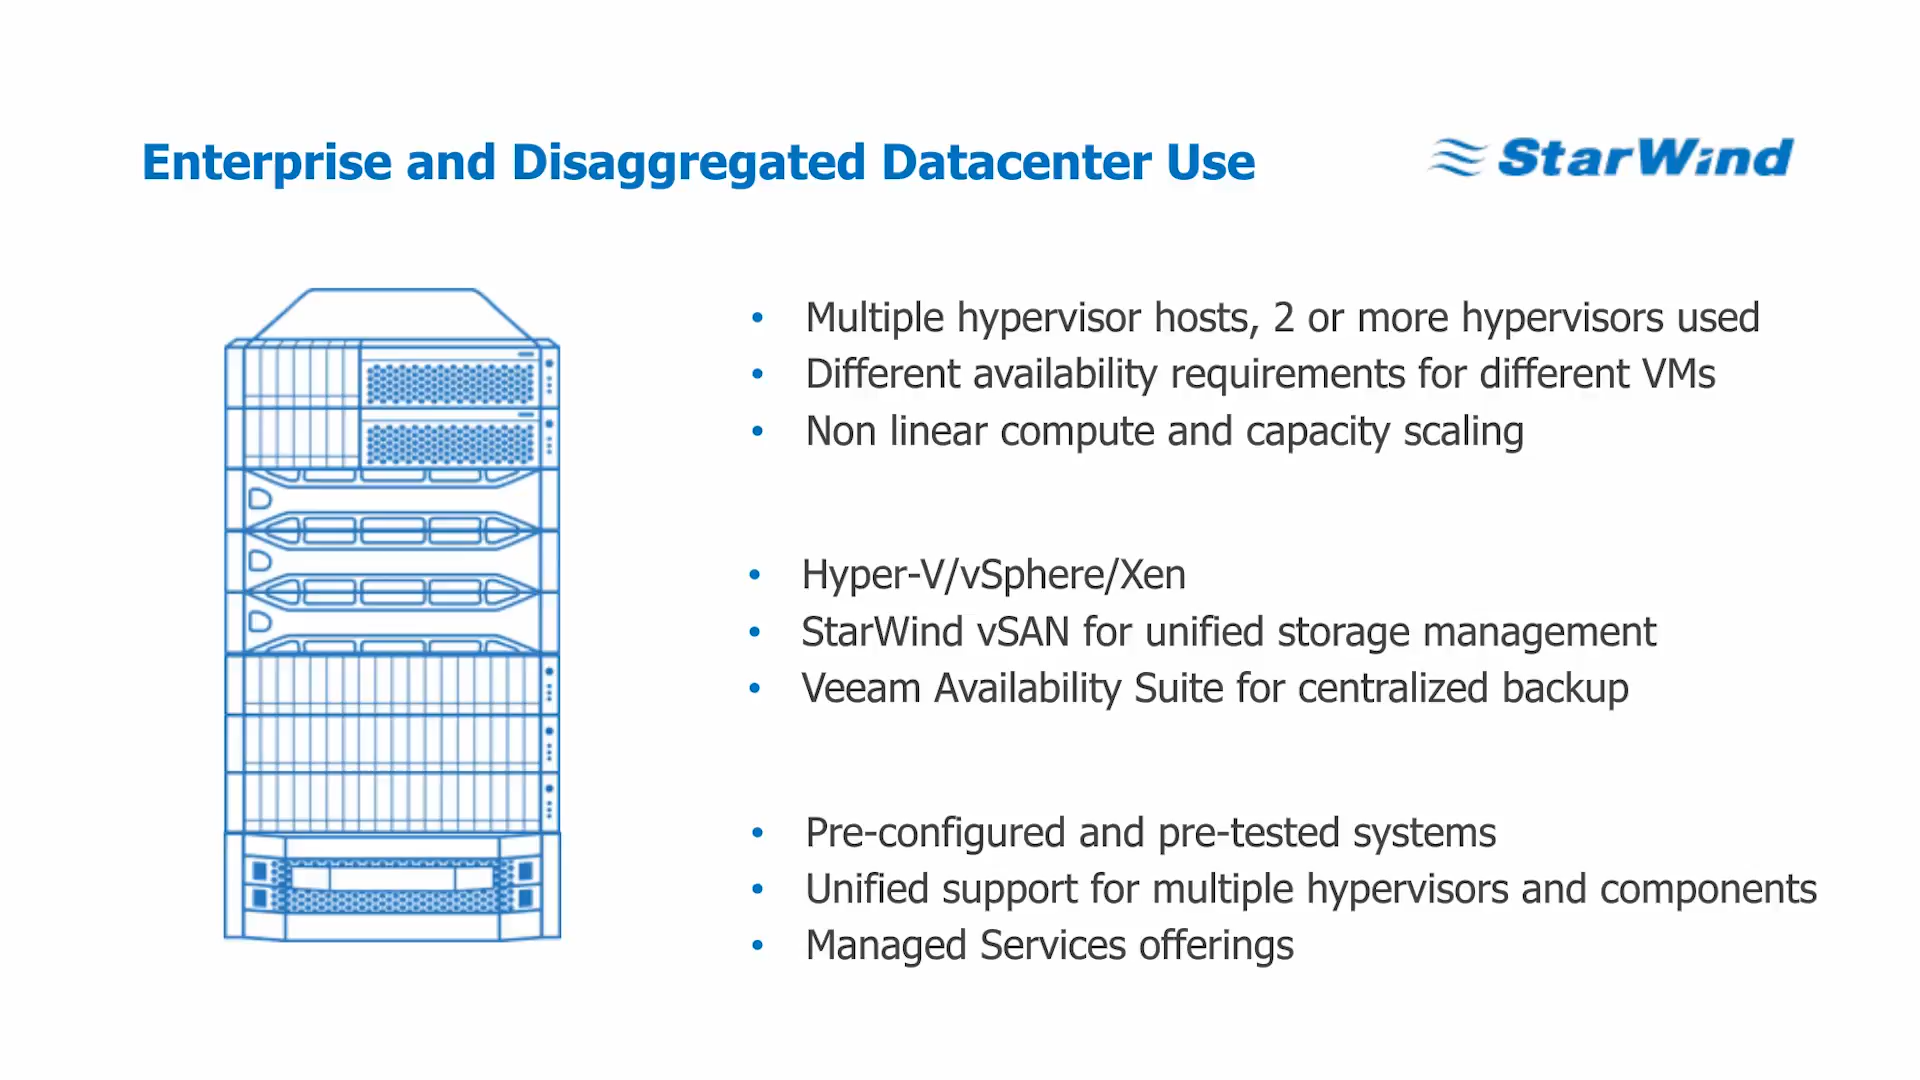 Enterprise and Disaggregated Datacenter Use
StarWind
• Multiple hypervisor hosts, 2 or more hypervisors used
• Different availability requirements for different VMs
• Non linear compute and capacity scaling
• Hyper-V/vSphere/Xen
• StarWind vSAN for unified storage management
• Veeam Availability Suite for centralized backup
• Pre-configured and pre-tested systems
• Unified support for multiple hypervisors and components
• Managed Services offerings